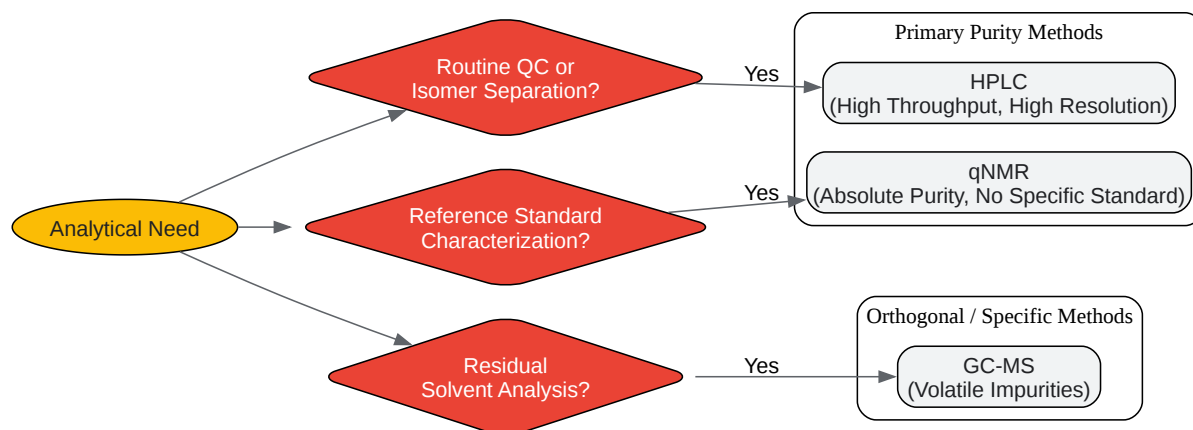 Analytical Need
Routine QC or
Isomer Separation?
Yes
Reference Standard
Characterization?
Yes
Residual
Solvent Analysis?
Yes
Primary Purity Methods
HPLC
(High Throughput, High Resolution)
qNMR
(Absolute Purity, No Specific Standard)
Orthogonal / Specific Methods
GC-MS
(Volatile Impurities)